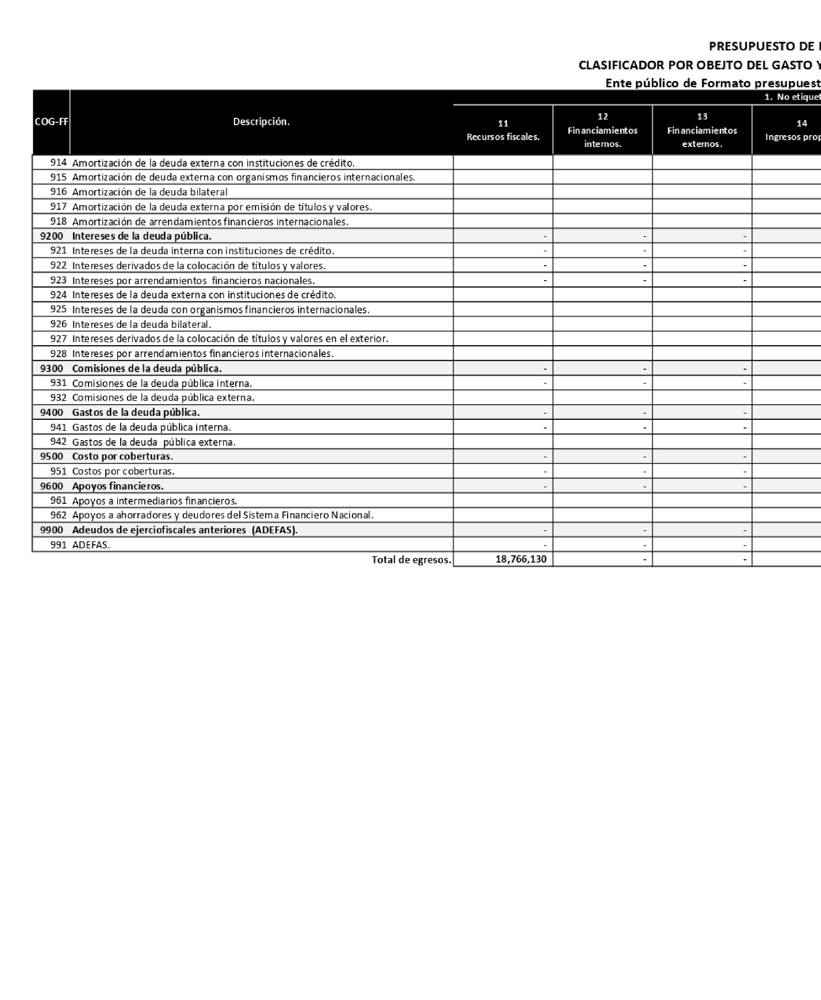 PRESUPUESTO DE
CLASIFICADOR POR OBEJTO DEL GASTO Y
Ente público de Formato presupuest
1. No etiquet
COG-FF Descripción. 11 Recursos fiscales. 12 Financiamientos internos. 13 Financiamientos externos. 14 Ingresos prop
914 Amortización de la deuda externa con instituciones de crédito.
915 Amortización de deuda externa con organismos financieros internacionales.
916 Amortización de la deuda bilateral
917 Amortización de la deuda externa por emisión de títulos y valores.
918 Amortización de arrendamientos financieros internacionales.
9200 Intereses de la deuda pública. - - -
921 Intereses de la deuda interna con instituciones de crédito. - - -
922 Intereses derivados de la colocación de títulos y valores. - - -
923 Intereses por arrendamientos financieros nacionales. - - -
924 Intereses de la deuda externa con instituciones de crédito.
925 Intereses de la deuda con organismos financieros internacionales.
926 Intereses de la deuda bilateral.
927 Intereses derivados de la colocación de títulos y valores en el exterior.
928 Intereses por arrendamientos financieros internacionales.
9300 Comisiones de la deuda pública. - - -
931 Comisiones de la deuda pública interna. - - -
932 Comisiones de la deuda pública externa.
9400 Gastos de la deuda pública. - - -
941 Gastos de la deuda pública interna. - - -
942 Gastos de la deuda pública externa.
9500 Costo por coberturas. - - -
951 Costos por coberturas. - - -
9600 Apoyos financieros. - - -
961 Apoyos a intermediarios financieros.
962 Apoyos a ahorradores y deudores del Sistema Financiero Nacional.
9900 Adeudos de ejerciofiscales anteriores (ADEFAS). - - -
991 ADEFAS. - - -
Total de egresos. 18,766,130 - -